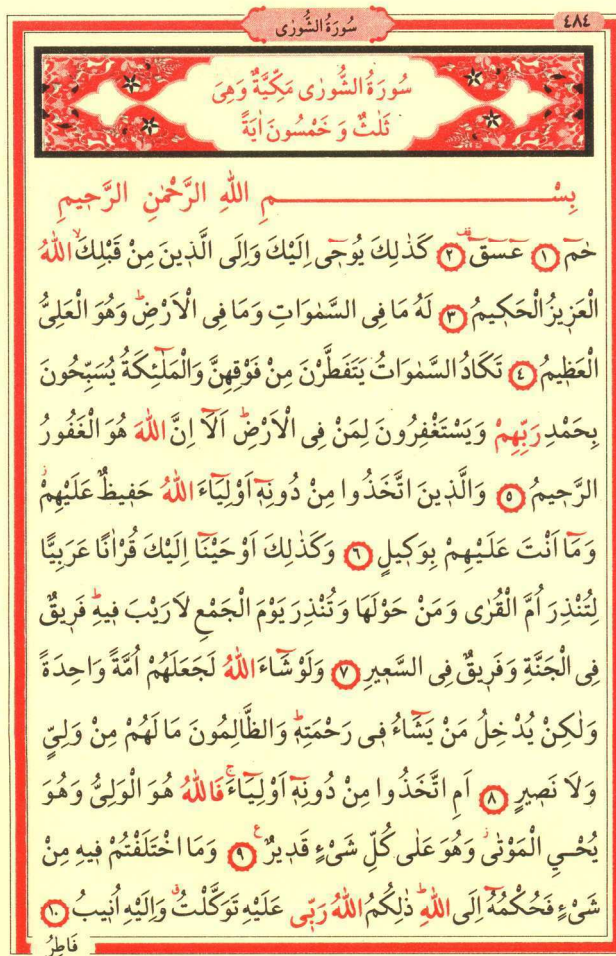 سُورَةُ الشُّورٰى
٤٨٤
سُورَةُ الشُّورٰى مَكِّيَّةٌ وَهِىَ
ثَلٰثٌ وَ خَمْسُونَ اٰيَةً
بِسْمِ اللّٰهِ الرَّحْمٰنِ الرَّحٖيمِ
حٰمٓ ﴿١﴾ عٓسٓقٓ ﴿٢﴾ كَذٰلِكَ يُوحٖٓى اِلَيْكَ وَاِلَى الَّذٖينَ مِنْ قَبْلِكَۙ اللّٰهُ
الْعَزٖيزُ الْحَكٖيمُ ﴿٣﴾ لَهُ مَا فِى السَّمٰوَاتِ وَمَا فِى الْاَرْضِؕ وَهُوَ الْعَلِىُّ
الْعَظٖيمُ ﴿٤﴾ تَكَادُ السَّمٰوَاتُ يَتَفَطَّرْنَ مِنْ فَوْقِهِنَّ وَالْمَلٰٓئِكَةُ يُسَبِّحُونَ
بِحَمْدِ رَبِّهِمْ وَيَسْتَغْفِرُونَ لِمَنْ فِى الْاَرْضِؕ اَلَٓا اِنَّ اللّٰهَ هُوَ الْغَفُورُ
الرَّحٖيمُ ﴿٥﴾ وَالَّذٖينَ اتَّخَذُوا مِنْ دُونِهٖٓ اَوْلِيَٓاءَ اللّٰهُ حَفٖيظٌ عَلَيْهِمْؗ
وَمَٓا اَنْتَ عَلَيْهِمْ بِوَكٖيلٍ ﴿٦﴾ وَكَذٰلِكَ اَوْحَيْنَٓا اِلَيْكَ قُرْاٰنًا عَرَبِيًّا
لِتُنْذِرَ اُمَّ الْقُرٰى وَمَنْ حَوْلَهَا وَتُنْذِرَ يَوْمَ الْجَمْعِ لَا رَيْبَ فٖيهِؕ فَرٖيقٌ
فِى الْجَنَّةِ وَفَرٖيقٌ فِى السَّعٖيرِ ﴿٧﴾ وَلَوْ شَٓاءَ اللّٰهُ لَجَعَلَهُمْ اُمَّةً وَاحِدَةً
وَلٰكِنْ يُدْخِلُ مَنْ يَشَٓاءُ فٖى رَحْمَتِهٖؕ وَالظَّالِمُونَ مَا لَهُمْ مِنْ وَلِىٍّ
وَلَا نَصٖيرٍ ﴿٨﴾ اَمِ اتَّخَذُوا مِنْ دُونِهٖٓ اَوْلِيَٓاءَۚ فَاللّٰهُ هُوَ الْوَلِىُّ وَهُوَ
يُحْيِ الْمَوْتٰىؗ وَهُوَ عَلٰى كُلِّ شَیْءٍ قَدٖيرٌ ﴿٩﴾ وَمَا اخْتَلَفْتُمْ فٖيهِ مِنْ
شَیْءٍ فَحُكْمُهُٓ اِلَى اللّٰهِؕ ذٰلِكُمُ اللّٰهُ رَبّٖى عَلَيْهِ تَوَكَّلْتُࣗ وَاِلَيْهِ اُنٖيبُ ﴿١٠﴾
فَاطِرُ